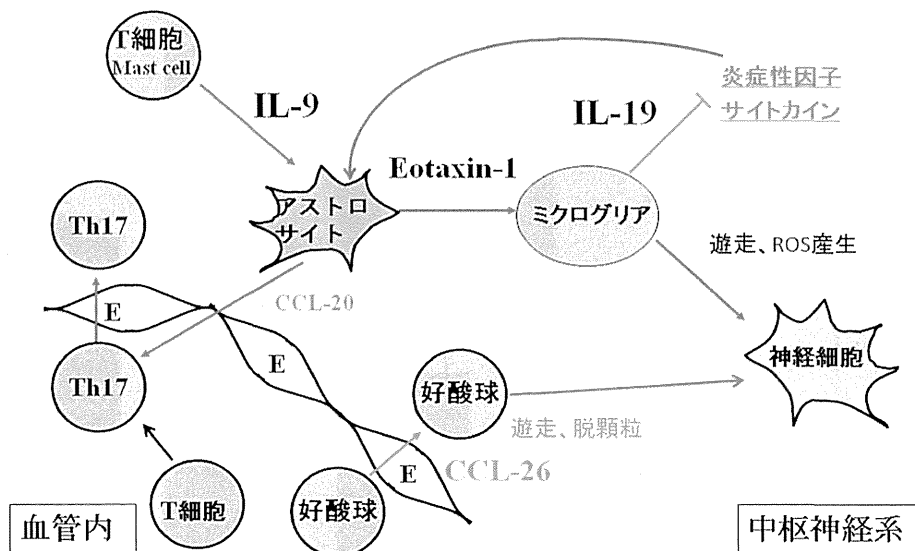 T細胞
Mast cell
IL-9
炎症性因子
サイトカイン
IL-19
Eotaxin-1
アストロ
サイト
ミクログリア
Th17
遊走、ROS産生
E
CCL-20
E
Th17
好酸球
神経細胞
遊走、脱顆粒
E
CCL-26
T細胞
好酸球
血管内
中枢神経系